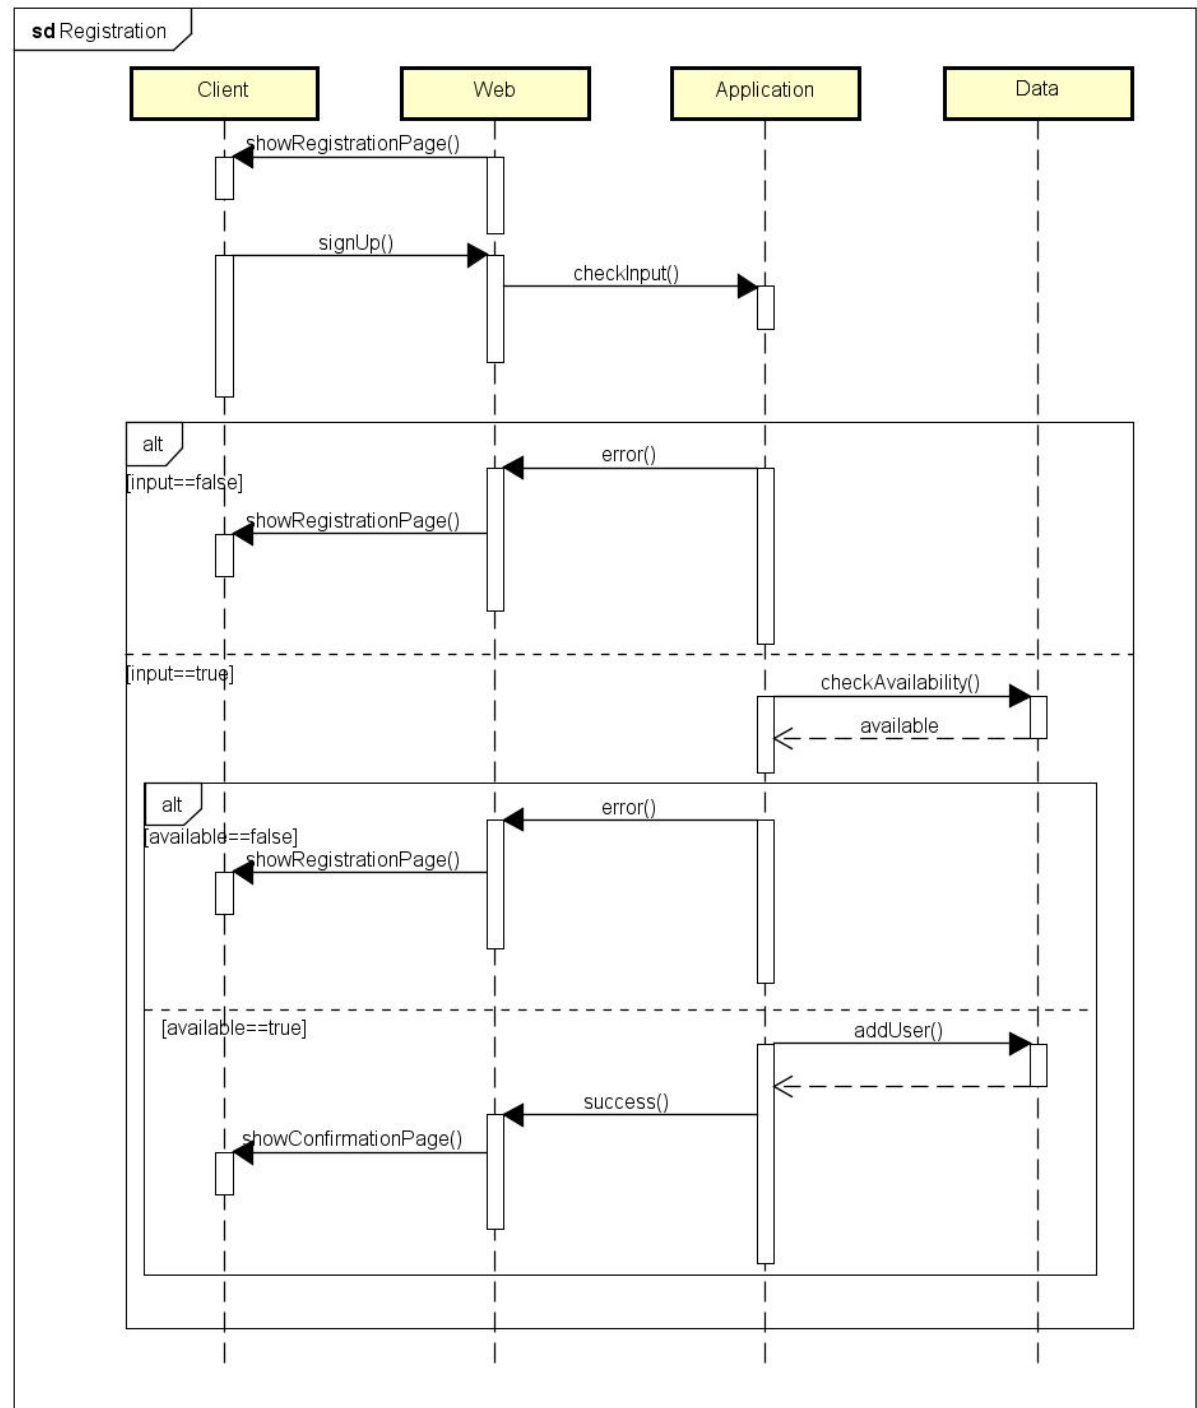 sd Registration
Client
Web
Application
Data
showRegistrationPage()
signUp()
checkInput()
alt
error()
[input==false]
showRegistrationPage()
[input==true]
checkAvailability()
available
alt
error()
[available==false]
showRegistrationPage()
[available==true]
addUser()
success()
showConfirmationPage()